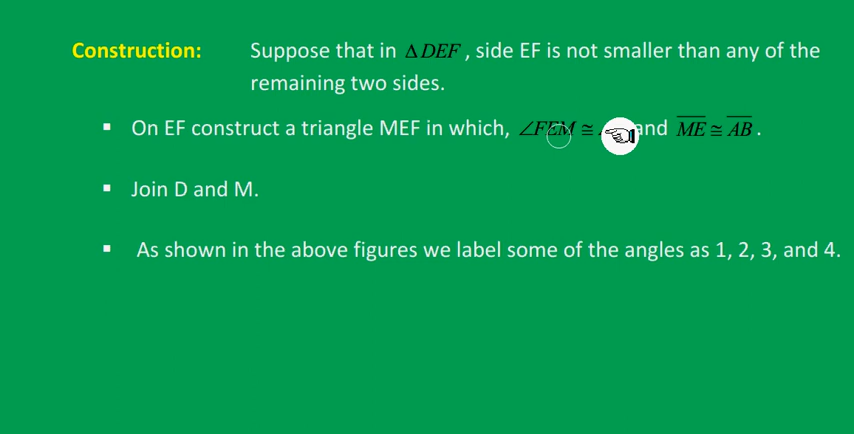 Construction: Suppose that in ΔDEF , side EF is not smaller than any of the
remaining two sides.
▪ On EF construct a triangle MEF in which, ∠FEM ≅ and M̅E̅ ≅ A̅B̅ .
▪ Join D and M.
▪ As shown in the above figures we label some of the angles as 1, 2, 3, and 4.